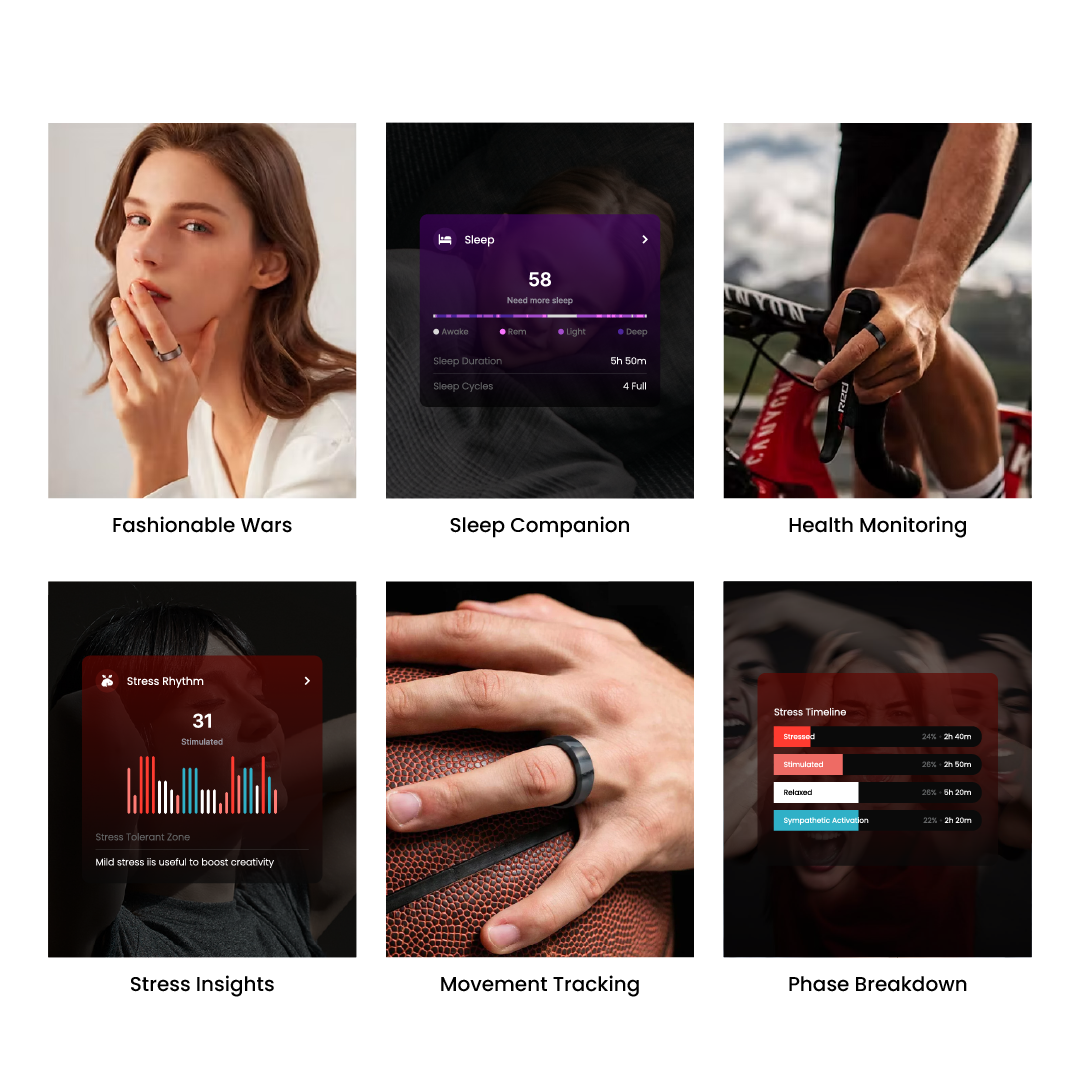 Sleep
58
Need more sleep
Awake Rem Light Deep
Sleep Duration 5h 50m
Sleep Cycles 4 Full
CANYON
Red
CANYON
Fashionable Wars Sleep Companion Health Monitoring
Stress Rhythm
31
Stimulated
Stress Tolerant Zone
Mild stress iis useful to boost creativity
Stress Timeline
Stressed 24% - 2h 40m
Stimulated 26% - 2h 50m
Relaxed 26% - 5h 20m
Sympathetic Activation 22% - 2h 20m
Stress Insights Movement Tracking Phase Breakdown